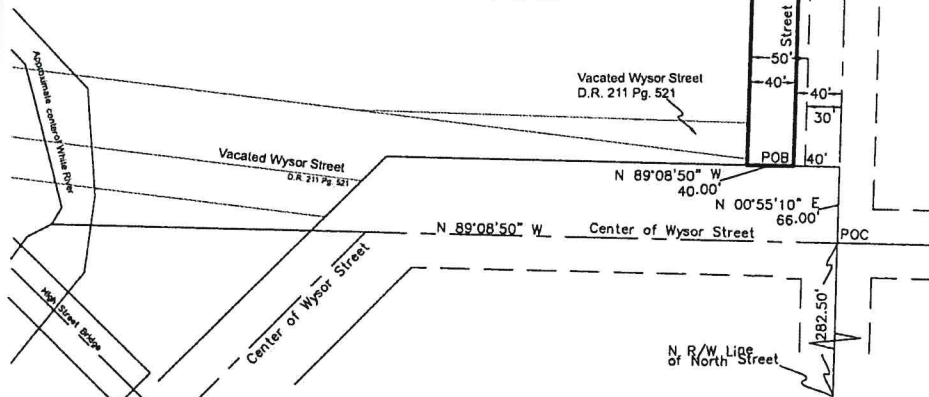 Street
50'
40'
40'
30'
40'
Vacated Wysor Street
D.R. 211 Pg. 521
Approximate center of White River
Vacated Wysor Street
D.R. 211 Pg. 521
POB
N 89°08'50" W
40.00'
N 00°55'10" E
66.00'
N 89°08'50" W
Center of Wysor Street
POC
Center of Wysor Street
High Street Bridge
282.50'
N R/W Line
of North Street